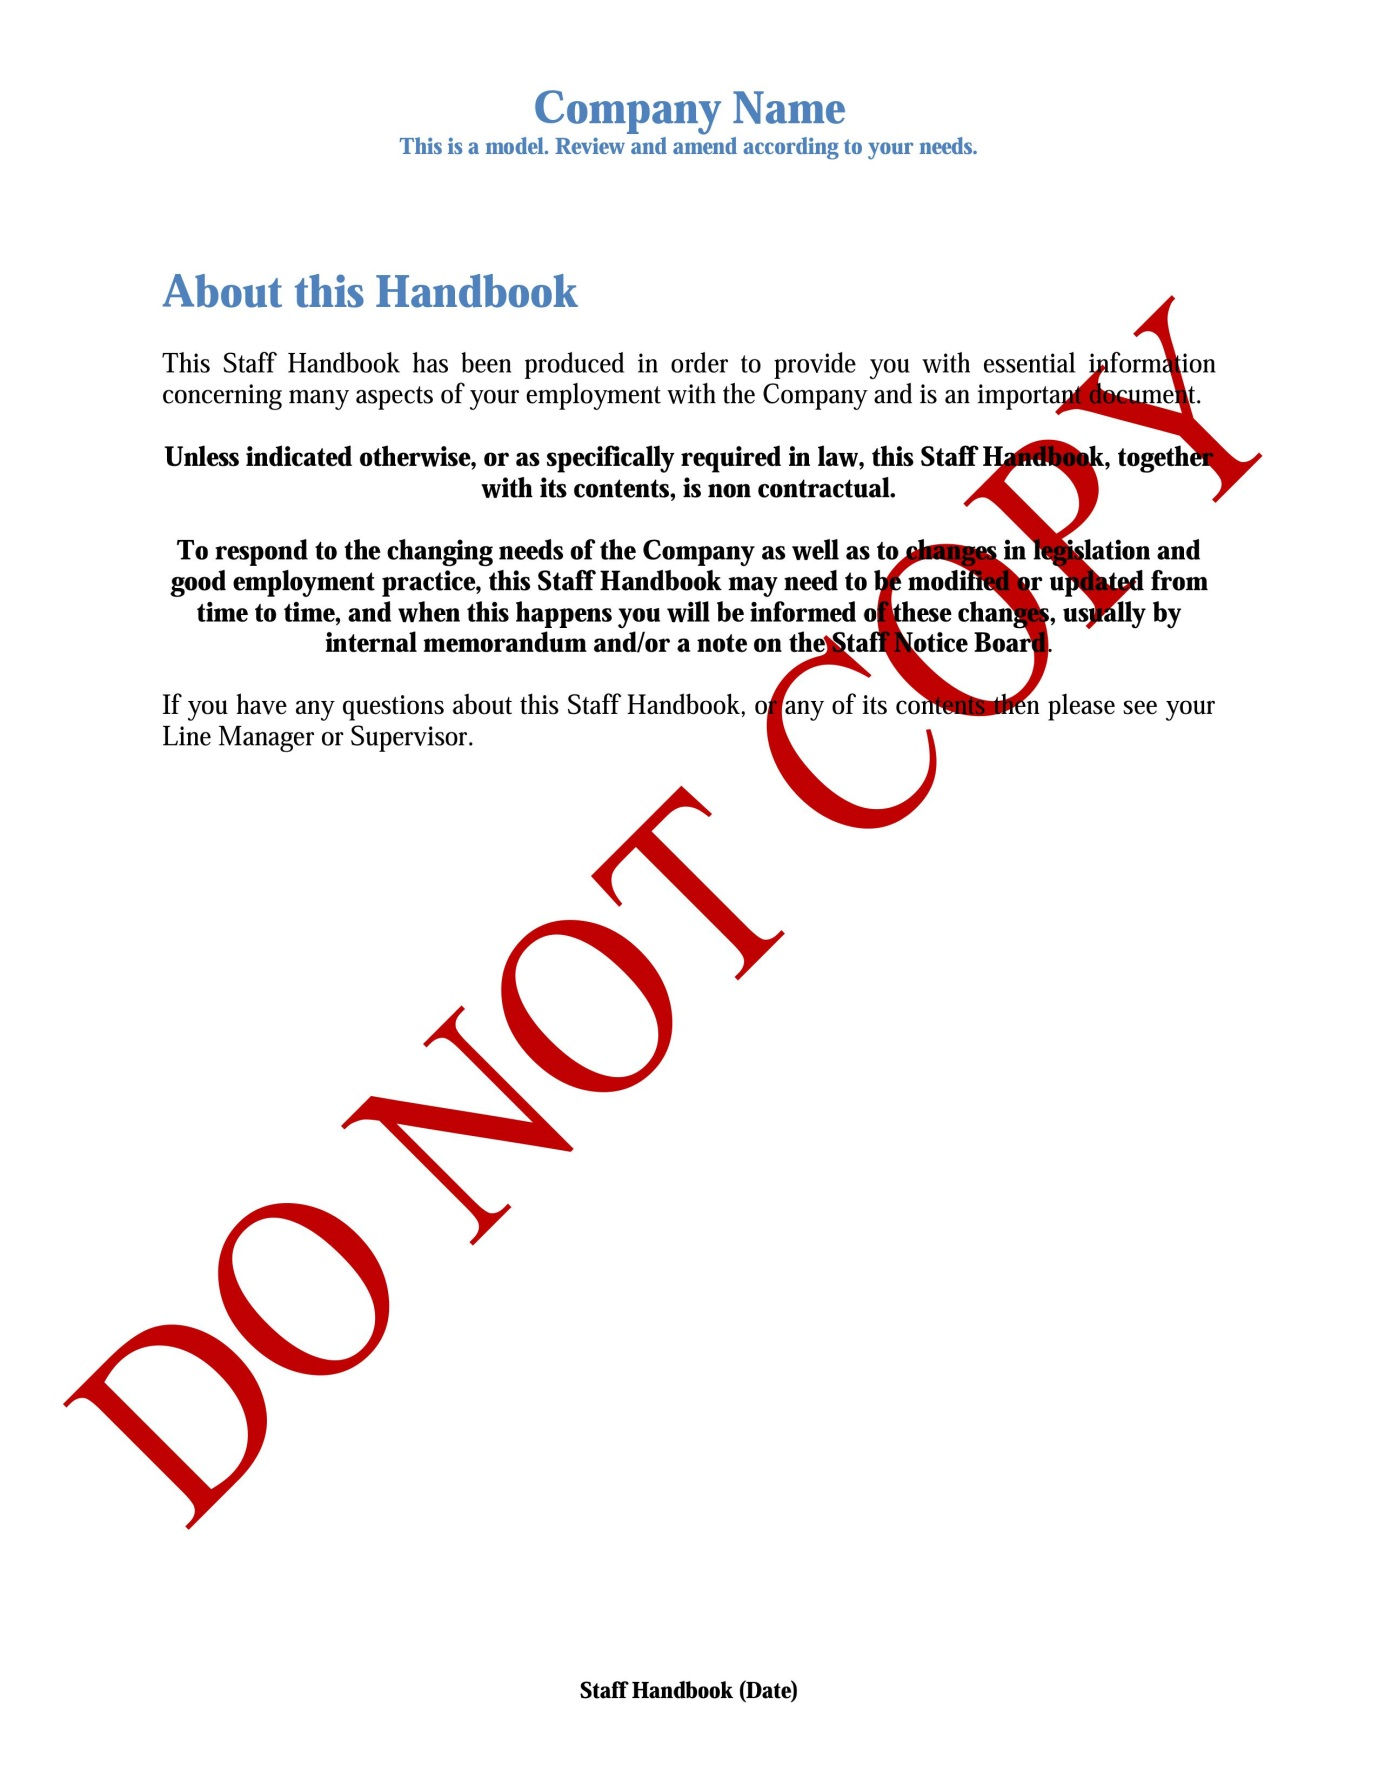 Company Name
This is a model. Review and amend according to your needs.
About this Handbook
This Staff Handbook has been produced in order to provide you with essential information
concerning many aspects of your employment with the Company and is an important document.
Unless indicated otherwise, or as specifically required in law, this Staff Handbook, together
with its contents, is non contractual.
To respond to the changing needs of the Company as well as to changes in legislation and
good employment practice, this Staff Handbook may need to be modified or updated from
time to time, and when this happens you will be informed of these changes, usually by
internal memorandum and/or a note on the Staff Notice Board.
If you have any questions about this Staff Handbook, or any of its contents then please see your
Line Manager or Supervisor.
DO NOT COPY
Staff Handbook (Date)